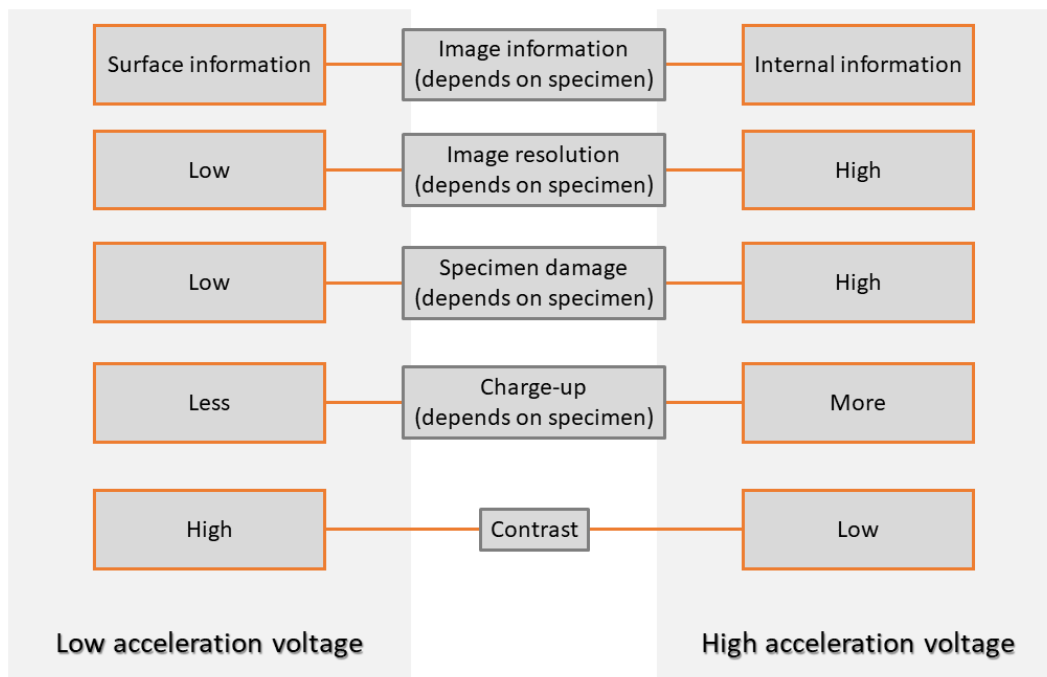 Surface information
Image information
(depends on specimen)
Internal information
Low
Image resolution
(depends on specimen)
High
Low
Specimen damage
(depends on specimen)
High
Less
Charge-up
(depends on specimen)
More
High
Contrast
Low
Low acceleration voltage
High acceleration voltage